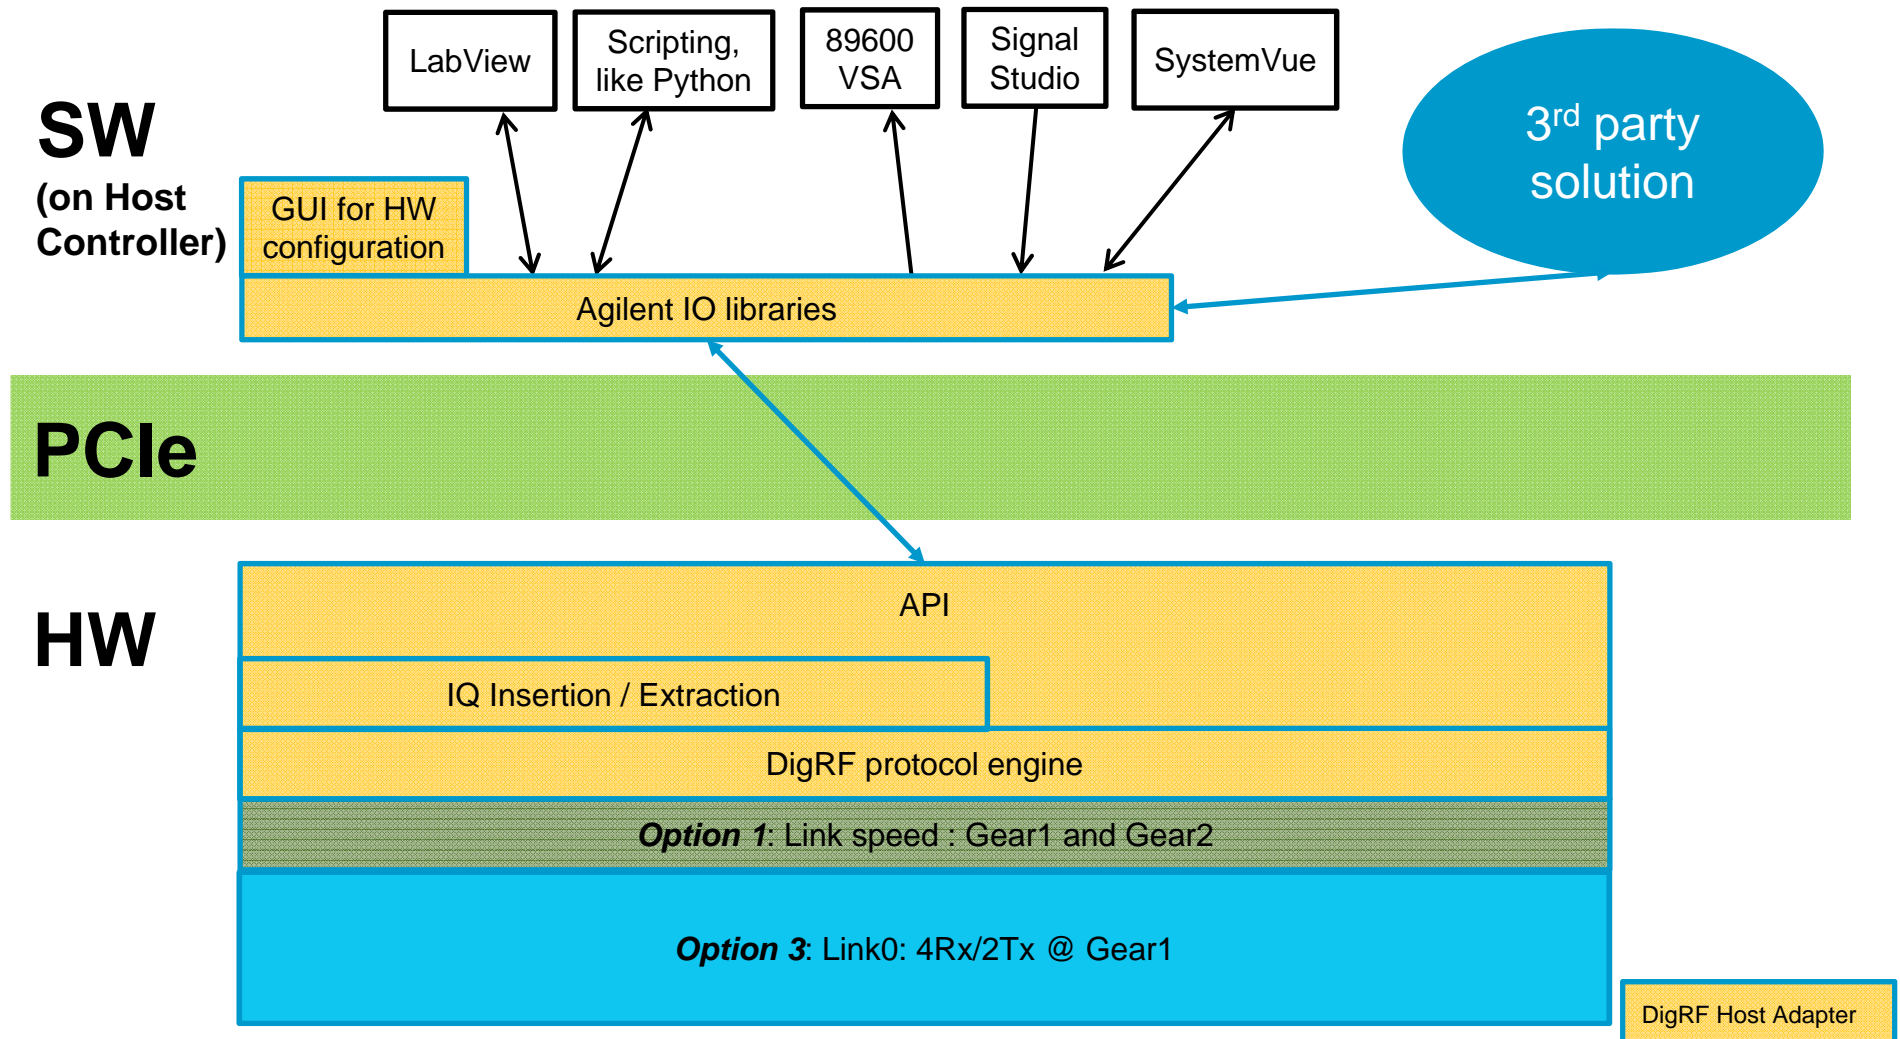 LabView
Scripting,
like Python
89600
VSA
Signal
Studio
SystemVue
3rd party
solution
SW
(on Host
Controller)
GUI for HW
configuration
Agilent IO libraries
PCIe
HW
API
IQ Insertion / Extraction
DigRF protocol engine
Option 1: Link speed : Gear1 and Gear2
Option 3: Link0: 4Rx/2Tx @ Gear1
DigRF Host Adapter